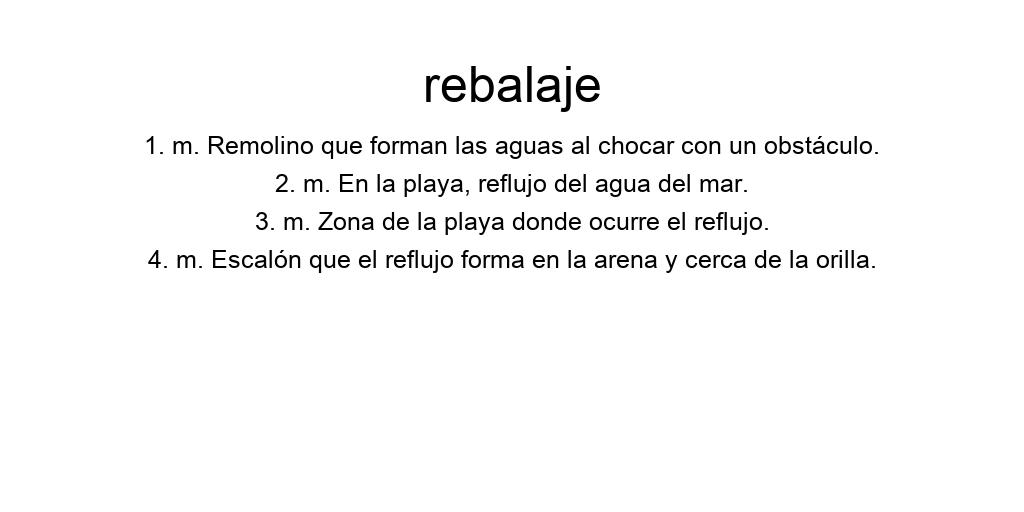 rebalaje
1. m. Remolino que forman las aguas al chocar con un obstáculo.
2. m. En la playa, reflujo del agua del mar.
3. m. Zona de la playa donde ocurre el reflujo.
4. m. Escalón que el reflujo forma en la arena y cerca de la orilla.